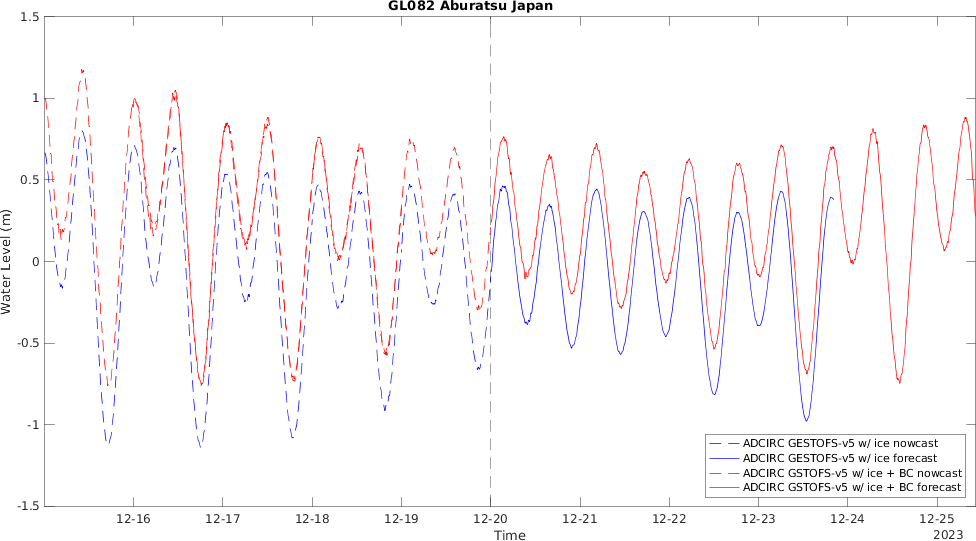 GL082 Aburatsu Japan
1.5
1
0.5
0
-0.5
-1
-1.5
Water Level (m)
ADCIRC GESTOFS-v5 w/ ice nowcast
ADCIRC GESTOFS-v5 w/ ice forecast
ADCIRC GSTOFS-v5 w/ ice + BC nowcast
ADCIRC GSTOFS-v5 w/ ice + BC forecast
12-16 12-17 12-18 12-19 12-20 12-21 12-22 12-23 12-24 12-25
Time
2023